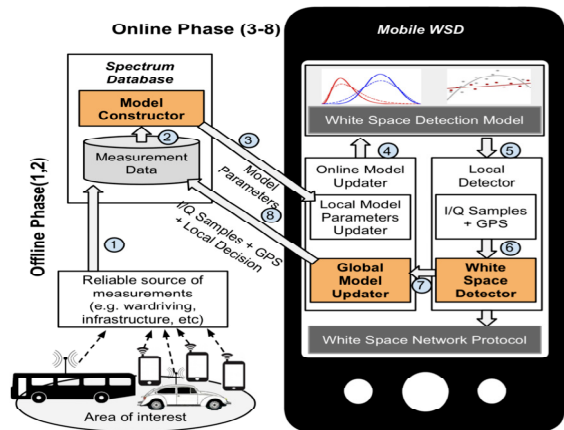 Online Phase (3-8)
Mobile WSD
Spectrum
Database
Model
Constructor
2
Measurement
Data
3
Model
Parameters
8
I/Q Samples + GPS
+ Local Decision
Offline Phase(1,2)
1
Reliable source of
measurements
(e.g. wardriving,
infrastructure, etc)
Area of interest
White Space Detection Model
4
5
Online Model
Updater
Local Model
Parameters
Updater
Global
Model
Updater
Local
Detector
I/Q Samples
+ GPS
6
7
White
Space
Detector
White Space Network Protocol